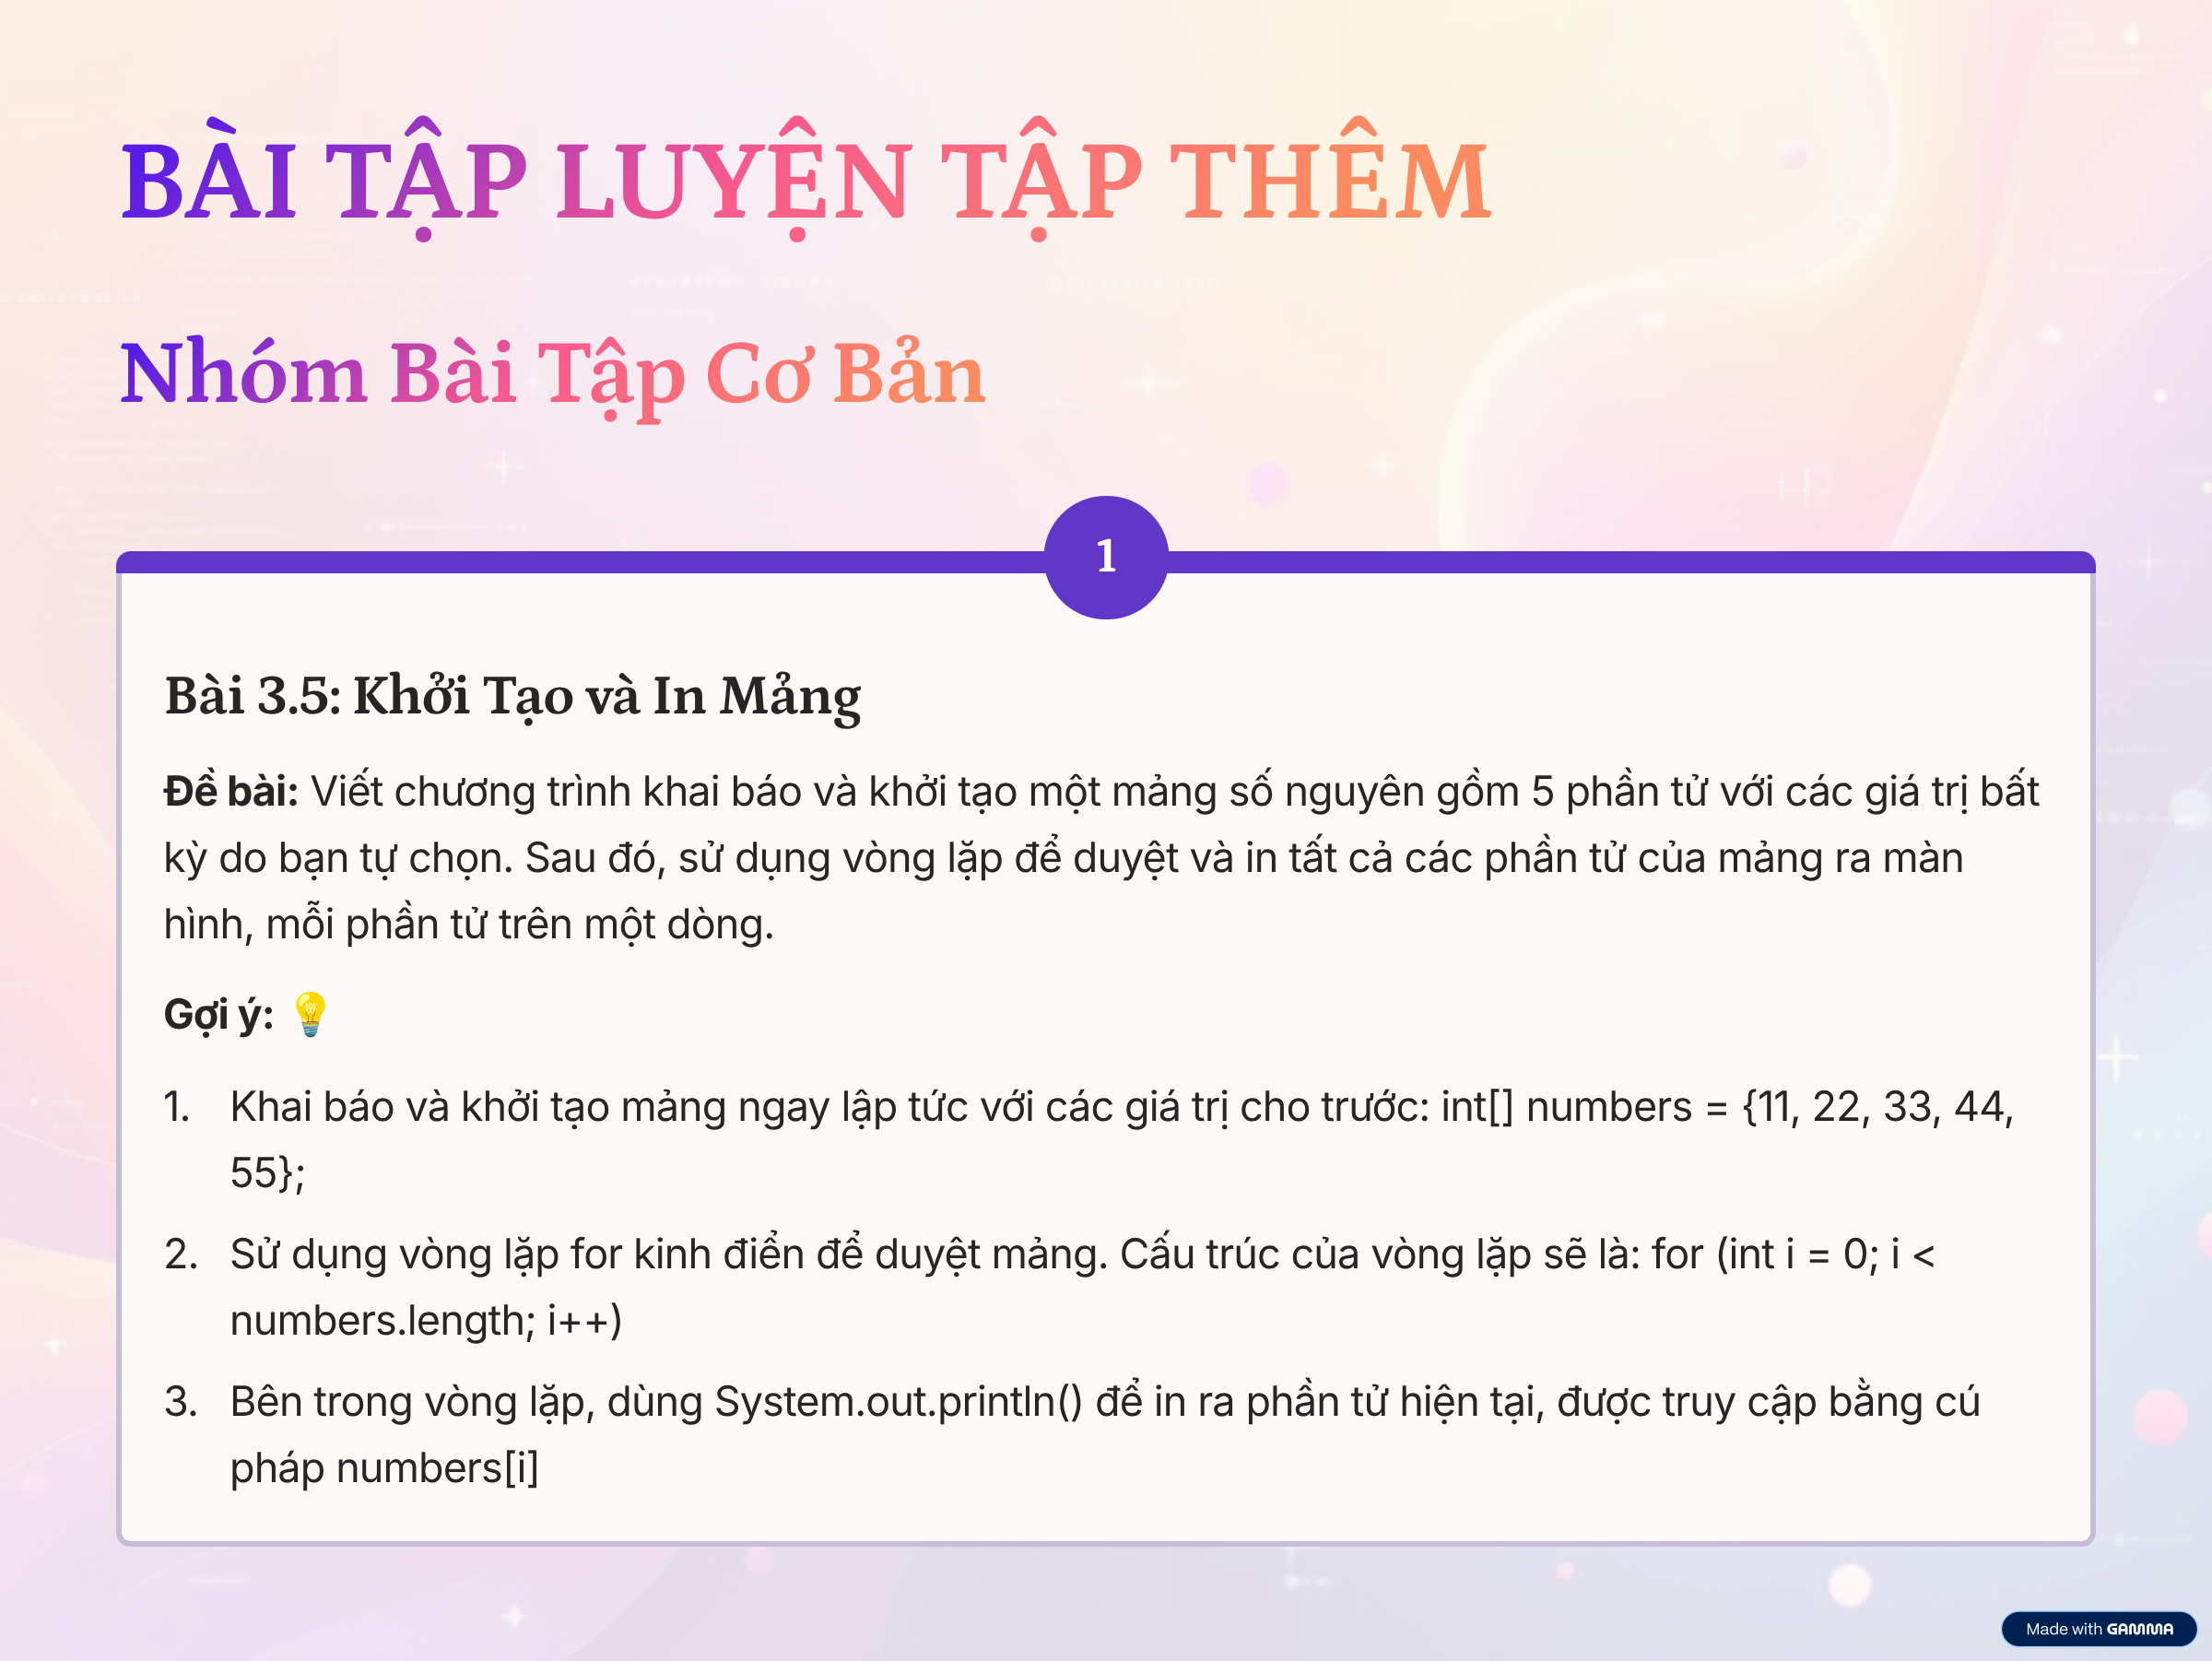 BÀI TẬP LUYỆN TẬP THÊM
Nhóm Bài Tập Cơ Bản
1
Bài 3.5: Khởi Tạo và In Mảng
Đề bài: Viết chương trình khai báo và khởi tạo một mảng số nguyên gồm 5 phần tử với các giá trị bất
kỳ do bạn tự chọn. Sau đó, sử dụng vòng lặp để duyệt và in tất cả các phần tử của mảng ra màn
hình, mỗi phần tử trên một dòng.
Gợi ý: 💡
1. Khai báo và khởi tạo mảng ngay lập tức với các giá trị cho trước: int[] numbers = {11, 22, 33, 44,
55};
2. Sử dụng vòng lặp for kinh điển để duyệt mảng. Cấu trúc của vòng lặp sẽ là: for (int i = 0; i <
numbers.length; i++)
3. Bên trong vòng lặp, dùng System.out.println() để in ra phần tử hiện tại, được truy cập bằng cú
pháp numbers[i]
Made with GAMMA